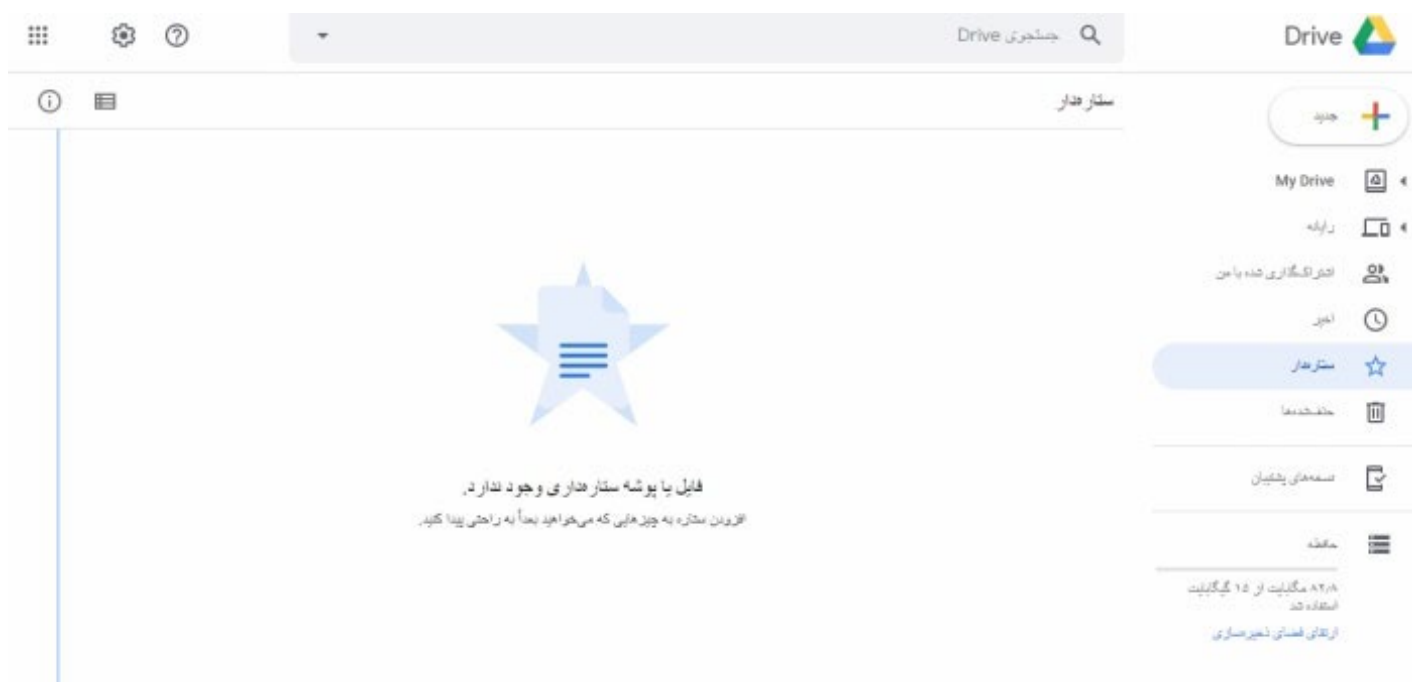 Drive
جستجوی Drive
جدید
ستاره‌دار
My Drive
رایانه
اشتراک‌گذاری شده با من
اخیر
ستاره‌دار
حذف‌شده‌ها
نسخه‌های پشتیبان
حافظه
۸۲٫۸ مگابایت از ۱۵ گیگابایت
استفاده شد
ارتقای فضای ذخیره‌سازی
فایل یا پوشه ستاره‌داری وجود ندارد.
افزودن ستاره به چیزهایی که می‌خواهید بعداً به راحتی پیدا کنید.